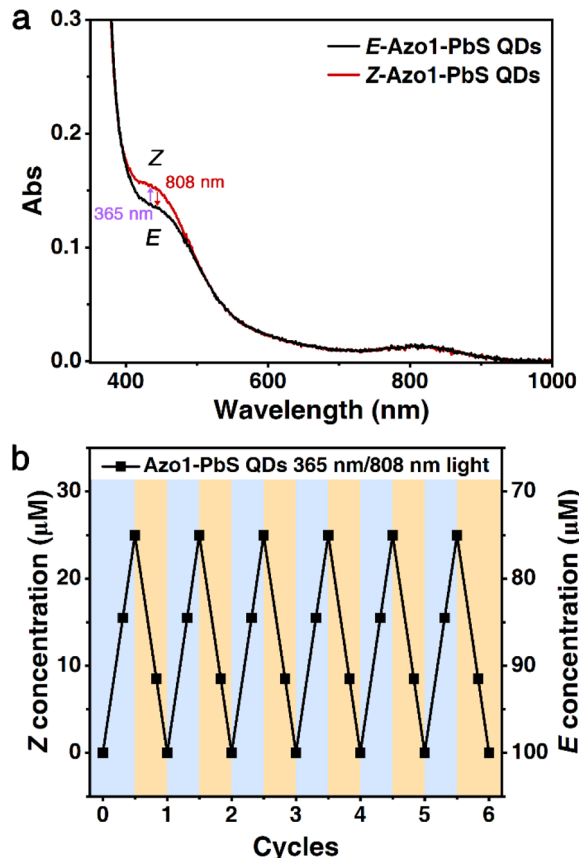 a
E-Azo1-PbS QDs
Z-Azo1-PbS QDs
Z
808 nm
365 nm
E
Abs
0.3
0.2
0.1
0.0
400
600
800
1000
Wavelength (nm)
b
Azo1-PbS QDs 365 nm/808 nm light
Z concentration (μM)
30
20
10
0
70
80
90
100
E concentration (μM)
0
1
2
3
4
5
6
Cycles